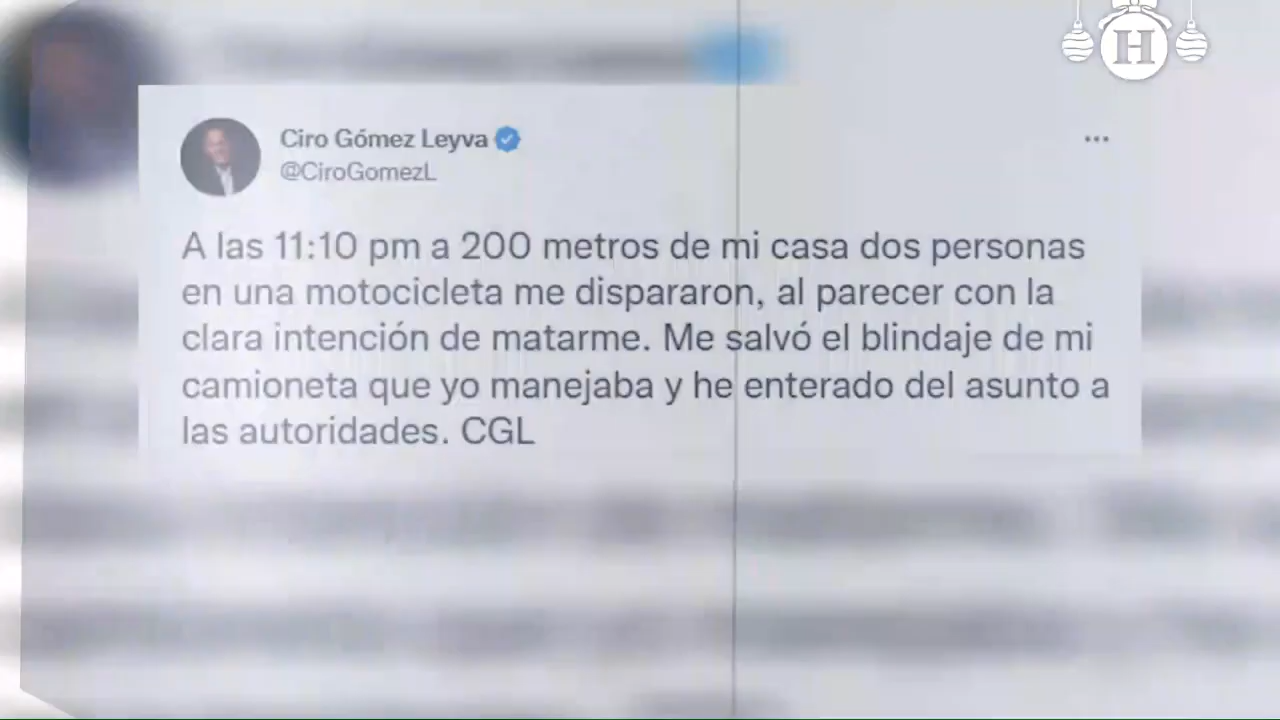 H
Ciro Gómez Leyva
@CiroGomezL
A las 11:10 pm a 200 metros de mi casa dos personas
en una motocicleta me dispararon, al parecer con la
clara intención de matarme. Me salvó el blindaje de mi
camioneta que yo manejaba y he enterado del asunto a
las autoridades. CGL